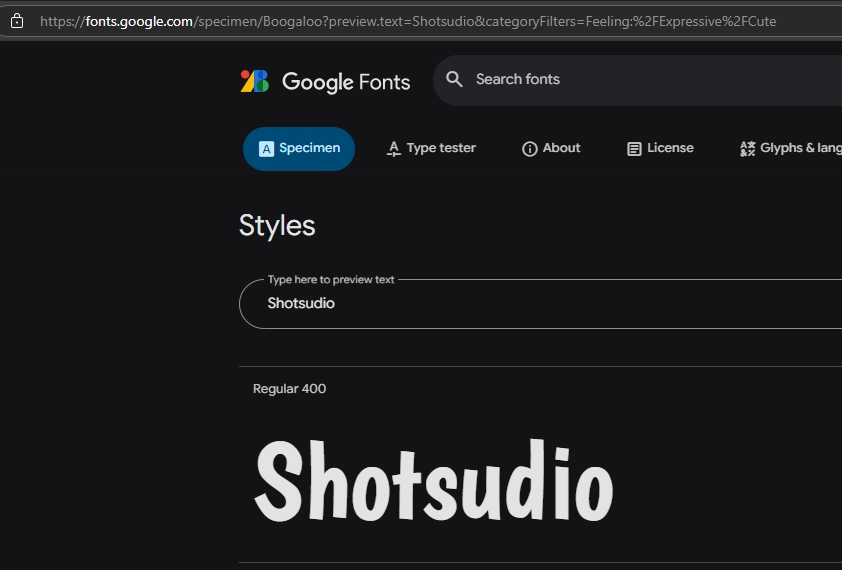 https://fonts.google.com/specimen/Boogaloo?preview.text=Shotsudio&categoryFilters=Feeling:%2FExpressive%2FCute
Google Fonts
Search fonts
Specimen
Type tester
About
License
Glyphs & lang
Styles
Type here to preview text
Shotsudio
Regular 400
Shotsudio